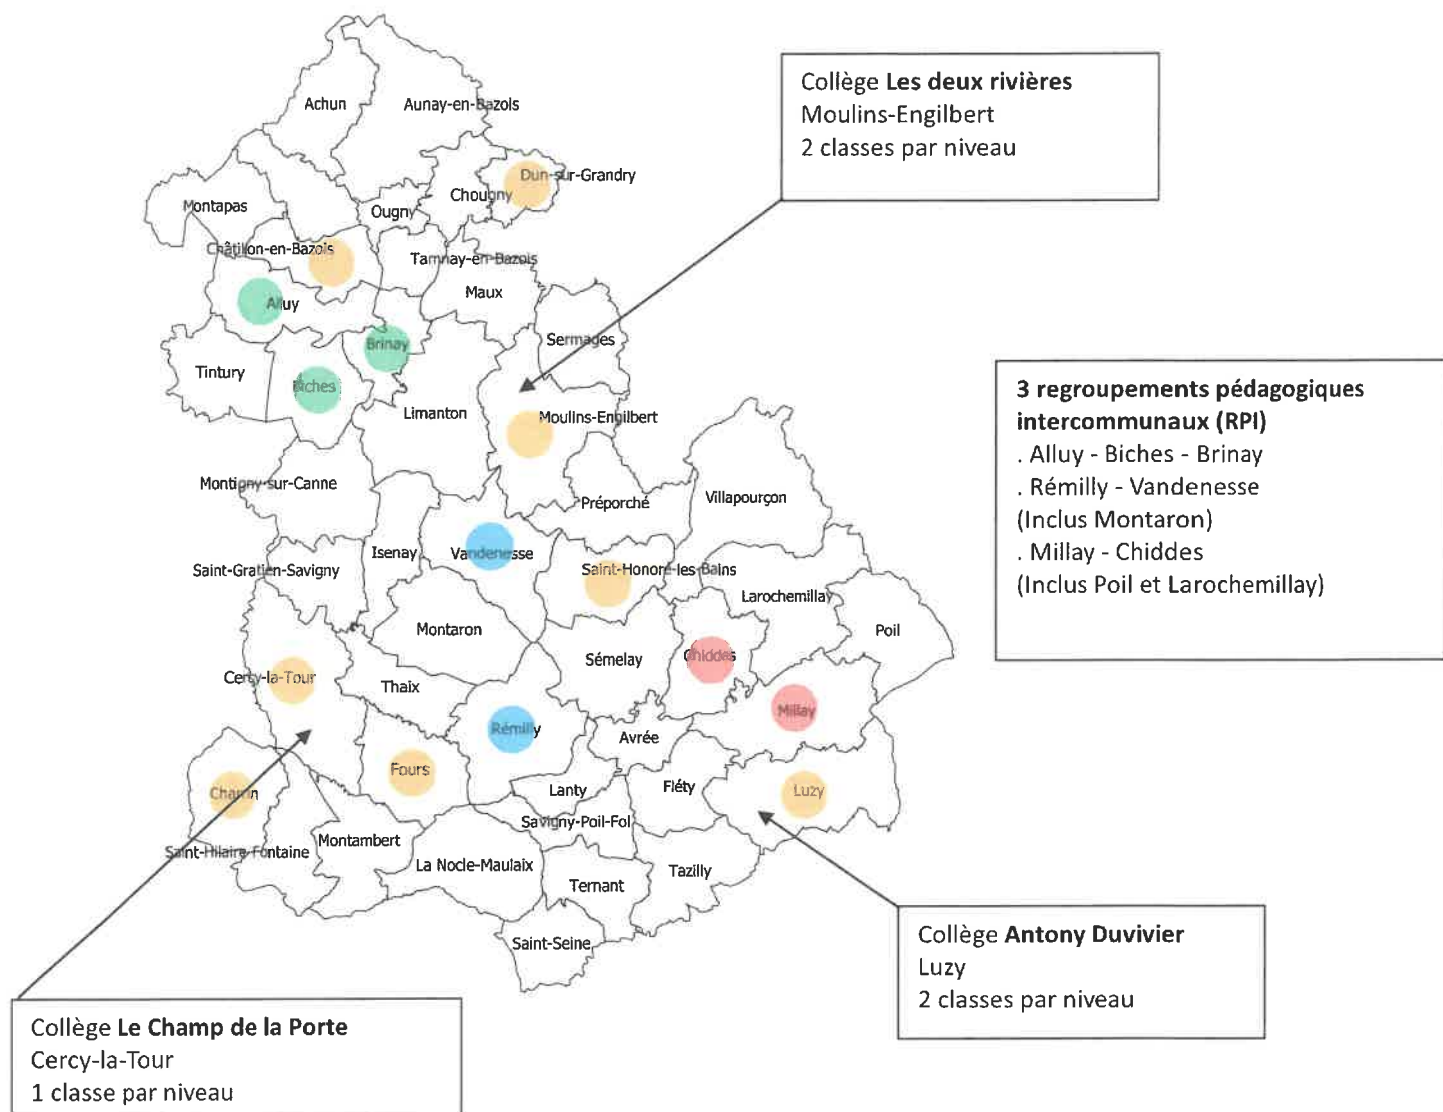 Collège Les deux rivières
Moulins-Engilbert
2 classes par niveau
Achun
Aunay-en-Bazois
Dun-sur-Grandry
Chougny
Ougny
Montapas
Châtillon-en-Bazois
Tamnay-en-Bazois
Maux
Alluy
Sermages
Brinay
Tintury
Biches
Limanton
Moulins-Engilbert
3 regroupements pédagogiques
intercommunaux (RPI)
. Alluy - Biches - Brinay
. Rémilly - Vandenesse
(Inclus Montaron)
. Millay - Chiddes
(Inclus Poil et Larochemillay)
Montigny-sur-Canne
Préporché
Villapourçon
Isenay
Vandenesse
Saint-Gratien-Savigny
Saint-Honoré-les-Bains
Larochemillay
Montaron
Poil
Sémelay
Chiddes
Cercy-la-Tour
Thaix
Millay
Rémilly
Avrée
Fours
Lanty
Fléty
Luzy
Charrin
Savigny-Poil-Fol
Saint-Hilaire-Fontaine
Montambert
La Nocle-Maulaix
Tazilly
Ternant
Saint-Seine
Collège Antony Duvivier
Luzy
2 classes par niveau
Collège Le Champ de la Porte
Cercy-la-Tour
1 classe par niveau